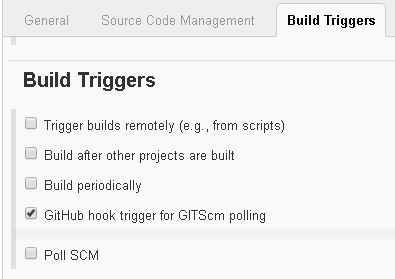 General
Source Code Management
Build Triggers
Build Triggers
Trigger builds remotely (e.g., from scripts)
Build after other projects are built
Build periodically
GitHub hook trigger for GITScm polling
Poll SCM